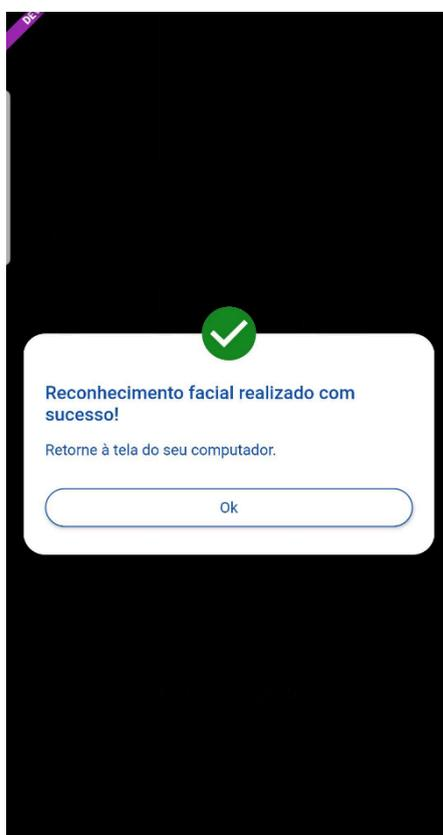 Reconhecimento facial realizado com
sucesso!
Retorne à tela do seu computador.
Ok